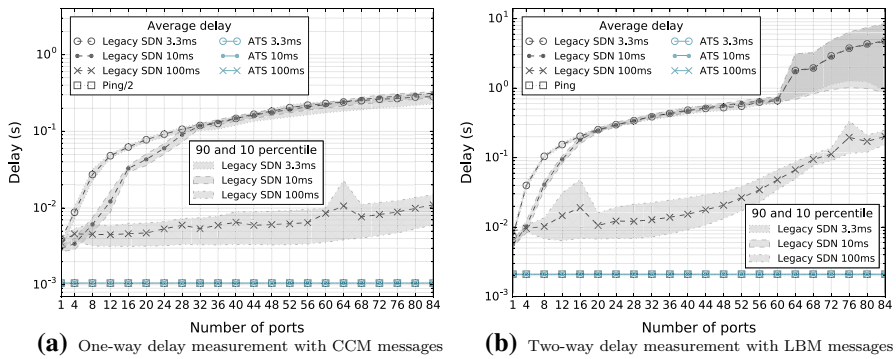 Average delay
Legacy SDN 3.3ms
Legacy SDN 10ms
Legacy SDN 100ms
Ping/2
ATS 3.3ms
ATS 10ms
ATS 100ms
90 and 10 percentile
Legacy SDN 3.3ms
Legacy SDN 10ms
Legacy SDN 100ms
Delay (s)
10^0
10^-1
10^-2
10^-3
1 4 8 12 16 20 24 28 32 36 40 44 48 52 56 60 64 68 72 76 80 84
Number of ports
(a) One-way delay measurement with CCM messages
Average delay
Legacy SDN 3.3ms
Legacy SDN 10ms
Legacy SDN 100ms
Ping
ATS 3.3ms
ATS 10ms
ATS 100ms
90 and 10 percentile
Legacy SDN 3.3ms
Legacy SDN 10ms
Legacy SDN 100ms
Delay (s)
10^1
10^0
10^-1
10^-2
10^-3
1 4 8 12 16 20 24 28 32 36 40 44 48 52 56 60 64 68 72 76 80 84
Number of ports
(b) Two-way delay measurement with LBM messages